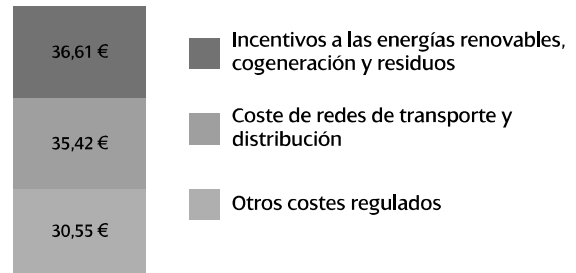 36,61 €
Incentivos a las energías renovables,
cogeneración y residuos
35,42 €
Coste de redes de transporte y
distribución
30,55 €
Otros costes regulados